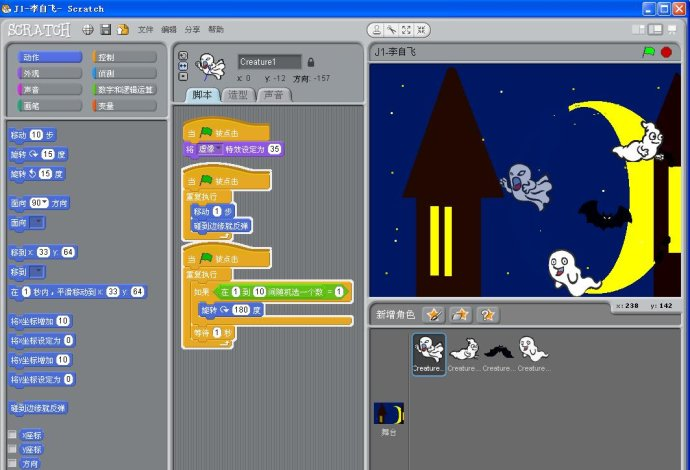 J1-李自飞- Scratch
SCRATCH
文件 编辑 分享 帮助
动作 控制
外观 侦测
声音 数字和逻辑运算
画笔 变量
移动 10 步
旋转 15 度
旋转 15 度
面向 90 方向
面向
移到 x: 33 y: 64
移到
在 1 秒内，平滑移动到 x: 33 y: 64
将x坐标增加 10
将x坐标设定为 0
将y坐标增加 10
将y坐标设定为 0
碰到边缘就反弹
x座标
y座标
方向
Creature1
x: 0 y: -12 方向: -157
脚本 造型 声音
当 被点击
将 虚像 特效设定为 35
当 被点击
重复执行
移动 1 步
碰到边缘就反弹
当 被点击
重复执行
如果 在 1 到 10 间随机选一个数 = 1
旋转 180 度
等待 1 秒
J1-李自飞
x: 238 y: 142
新增角色
Creature...
Creature...
Creature...
Creature...
舞台